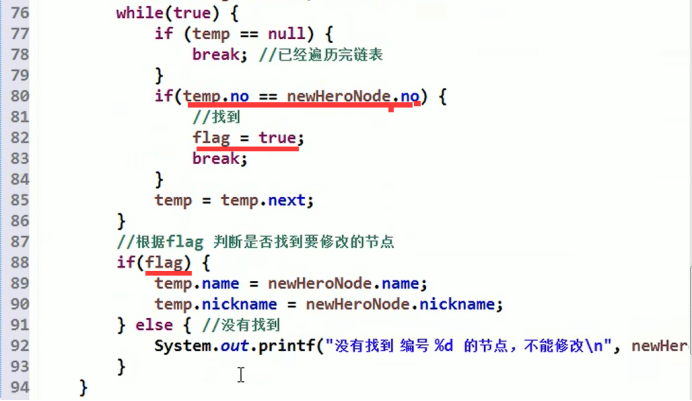 76 while(true) {
77 if (temp == null) {
78 break; //已经遍历完链表
79 }
80 if(temp.no == newHeroNode.no) {
81 //找到
82 flag = true;
83 break;
84 }
85 temp = temp.next;
86 }
87 //根据flag 判断是否找到要修改的节点
88 if(flag) {
89 temp.name = newHeroNode.name;
90 temp.nickname = newHeroNode.nickname;
91 } else { //没有找到
92 System.out.printf("没有找到 编号 %d 的节点，不能修改\n", newHer
93 }
94 }